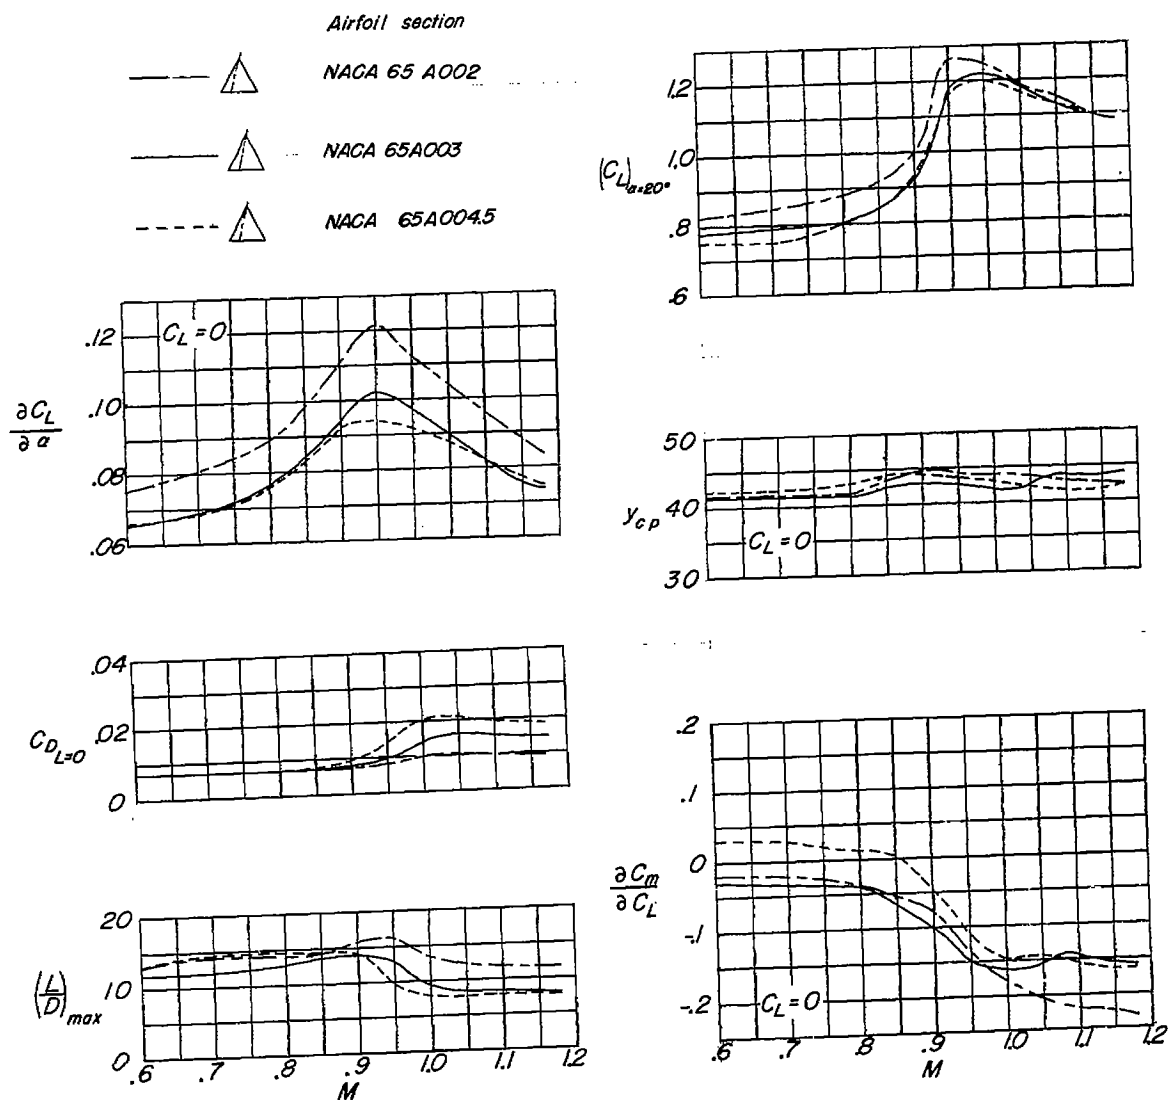 Airfoil section
NACA 65 A002
NACA 65A003
NACA 65A004.5
1.2
1.0
.8
.6
(C_L)α=20°
C_L=0
.12
.10
.08
.06
∂C_L
∂α
50
40
30
y_cp
C_L=0
.04
.02
0
C_D_L=0
.2
.1
0
-.1
-.2
∂C_m
∂C_L
C_L=0
.6 .7 .8 .9 1.0 1.1 1.2
M
20
10
0
(L/D)max
.6 .7 .8 .9 1.0 1.1 1.2
M